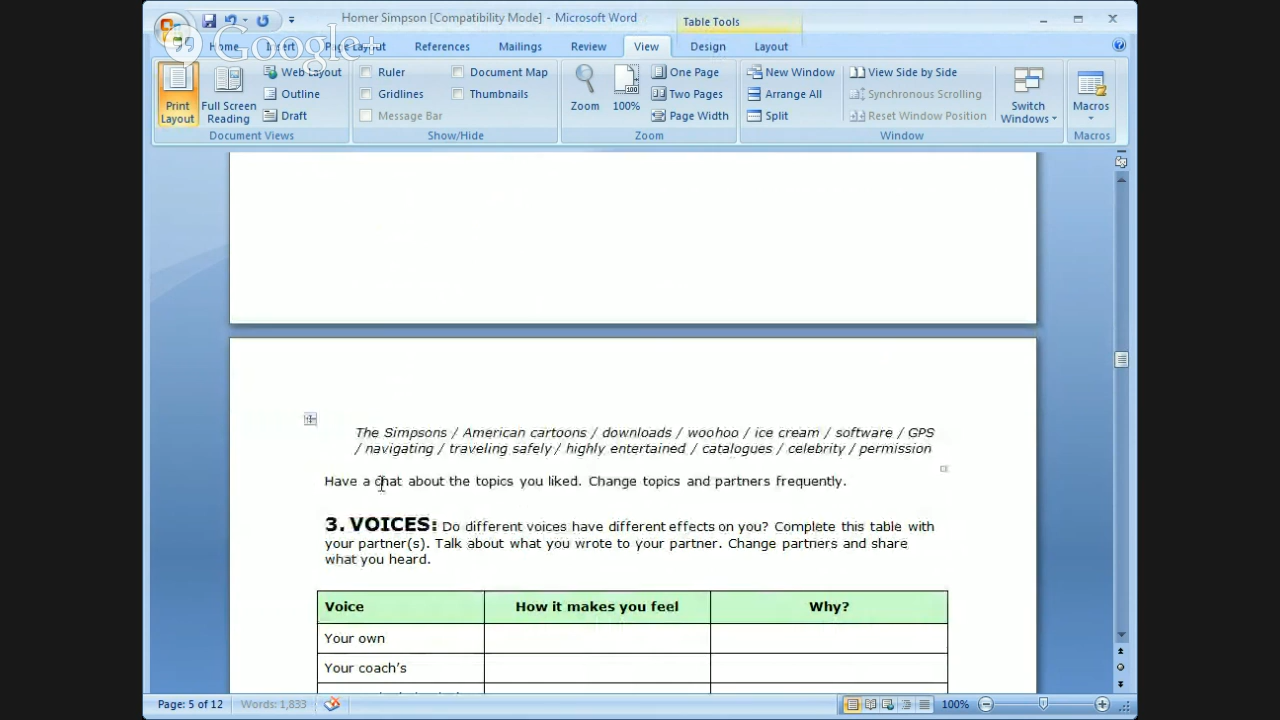 Homer Simpson [Compatibility Mode] - Microsoft Word
Table Tools
Google+
Home Insert Page Layout References Mailings Review View Design Layout
Print Layout
Full Screen Reading
Web Layout
Outline
Draft
Document Views
Ruler
Gridlines
Message Bar
Document Map
Thumbnails
Show/Hide
Zoom
100%
One Page
Two Pages
Page Width
Zoom
New Window
Arrange All
Split
View Side by Side
Synchronous Scrolling
Reset Window Position
Switch Windows
Window
Macros
Macros
The Simpsons / American cartoons / downloads / woohoo / ice cream / software / GPS
/ navigating / traveling safely / highly entertained / catalogues / celebrity / permission
Have a chat about the topics you liked. Change topics and partners frequently.
3. VOICES: Do different voices have different effects on you? Complete this table with
your partner(s). Talk about what you wrote to your partner. Change partners and share
what you heard.
Voice How it makes you feel Why?
Your own
Your coach's
Page: 5 of 12 Words: 1,833 100%